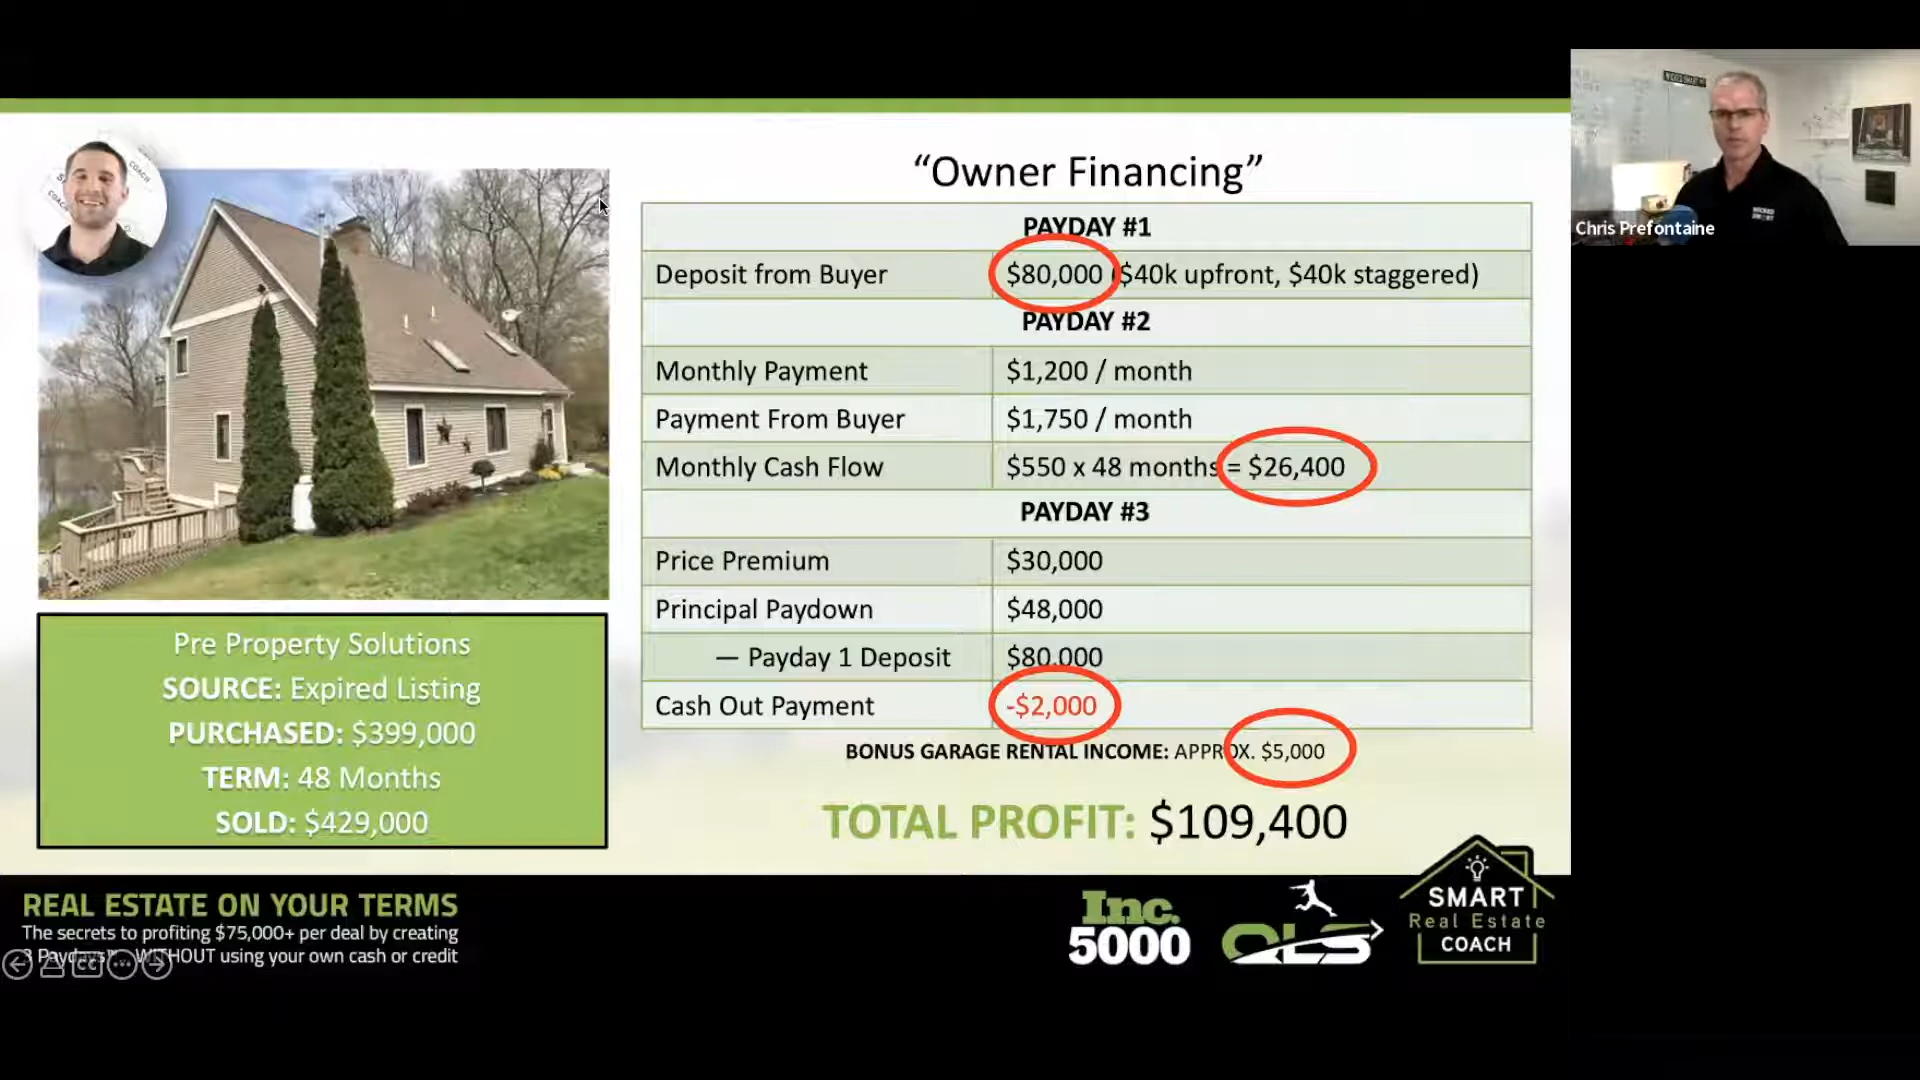 “Owner Financing”
PAYDAY #1
Deposit from Buyer $80,000 ($40k upfront, $40k staggered)
PAYDAY #2
Monthly Payment $1,200 / month
Payment From Buyer $1,750 / month
Monthly Cash Flow $550 x 48 months = $26,400
PAYDAY #3
Price Premium $30,000
Principal Paydown $48,000
— Payday 1 Deposit $80,000
Cash Out Payment -$2,000
BONUS GARAGE RENTAL INCOME: APPROX. $5,000
TOTAL PROFIT: $109,400
Pre Property Solutions
SOURCE: Expired Listing
PURCHASED: $399,000
TERM: 48 Months
SOLD: $429,000
COACH
Chris Prefontaine
REAL ESTATE ON YOUR TERMS
The secrets to profiting $75,000+ per deal by creating
3 Paydays™... WITHOUT using your own cash or credit
Inc.
5000
QLS
SMART
Real Estate
COACH